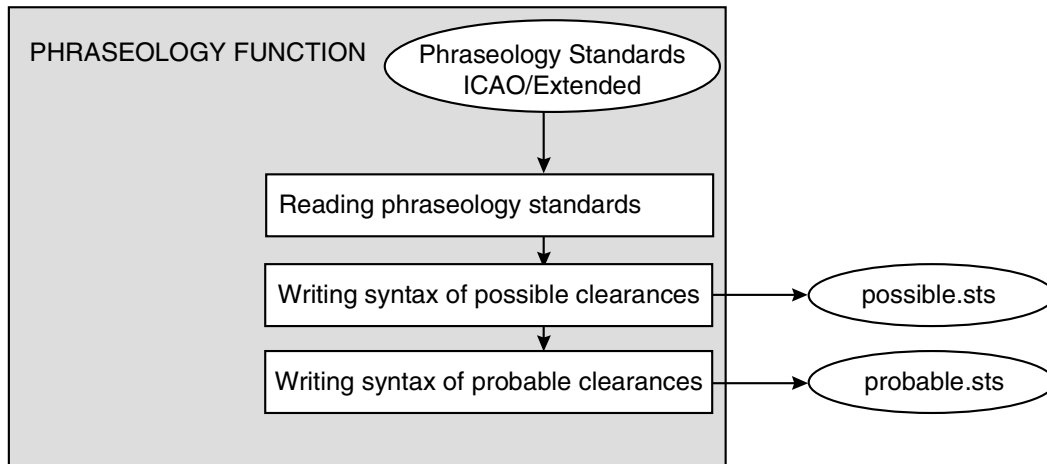 PHRASEOLOGY FUNCTION
Phraseology Standards
ICAO/Extended
Reading phraseology standards
Writing syntax of possible clearances
possible.sts
Writing syntax of probable clearances
probable.sts